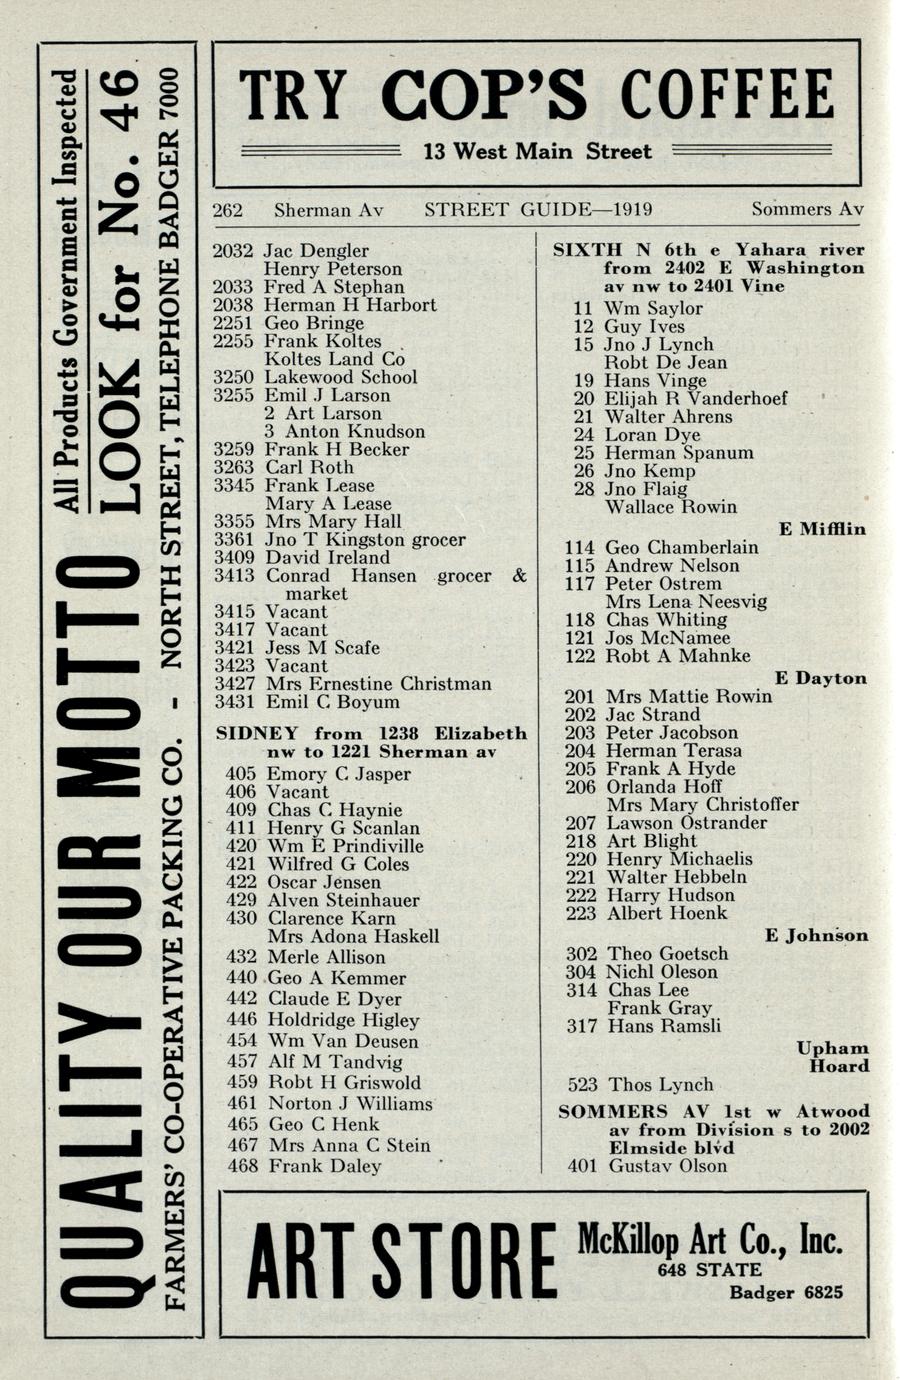 TRY COP'S COFFEE
13 West Main Street
262 Sherman Av STREET GUIDE—1919 Sommers Av
2032 Jac Dengler
Henry Peterson
2033 Fred A Stephan
2038 Herman H Harbort
2251 Geo Bringe
2255 Frank Koltes
Koltes Land Co
3250 Lakewood School
3255 Emil J Larson
2 Art Larson
3 Anton Knudson
3259 Frank H Becker
3263 Carl Roth
3345 Frank Lease
Mary A Lease
3355 Mrs Mary Hall
3361 Jno T Kingston grocer
3409 David Ireland
3413 Conrad Hansen grocer &
market
3415 Vacant
3417 Vacant
3421 Jess M Scafe
3423 Vacant
3427 Mrs Ernestine Christman
3431 Emil C Boyum
SIDNEY from 1238 Elizabeth
nw to 1221 Sherman av
405 Emory C Jasper
406 Vacant
409 Chas C Haynie
411 Henry G Scanlan
420 Wm E Prindiville
421 Wilfred G Coles
422 Oscar Jensen
429 Alven Steinhauer
430 Clarence Karn
Mrs Adona Haskell
432 Merle Allison
440 Geo A Kemmer
442 Claude E Dyer
446 Holdridge Higley
454 Wm Van Deusen
457 Alf M Tandvig
459 Robt H Griswold
461 Norton J Williams
465 Geo C Henk
467 Mrs Anna C Stein
468 Frank Daley
SIXTH N 6th e Yahara river
from 2402 E Washington
av nw to 2401 Vine
11 Wm Saylor
12 Guy Ives
15 Jno J Lynch
Robt De Jean
19 Hans Vinge
20 Elijah R Vanderhoef
21 Walter Ahrens
24 Loran Dye
25 Herman Spanum
26 Jno Kemp
28 Jno Flaig
Wallace Rowin
E Mifflin
114 Geo Chamberlain
115 Andrew Nelson
117 Peter Ostrem
Mrs Lena Neesvig
118 Chas Whiting
121 Jos McNamee
122 Robt A Mahnke
E Dayton
201 Mrs Mattie Rowin
202 Jac Strand
203 Peter Jacobson
204 Herman Terasa
205 Frank A Hyde
206 Orlanda Hoff
Mrs Mary Christoffer
207 Lawson Ostrander
218 Art Blight
220 Henry Michaelis
221 Walter Hebbeln
222 Harry Hudson
223 Albert Hoenk
E Johnson
302 Theo Goetsch
304 Nichl Oleson
314 Chas Lee
Frank Gray
317 Hans Ramsli
Upham
Hoard
523 Thos Lynch
SOMMERS AV 1st w Atwood
av from Division s to 2002
Elmside blvd
401 Gustav Olson
QUALITY OUR MOTTO
All Products Government Inspected
LOOK for No. 46
FARMERS' CO-OPERATIVE PACKING CO. - NORTH STREET, TELEPHONE BADGER 7000
ART STORE
McKillop Art Co., Inc.
648 STATE
Badger 6825